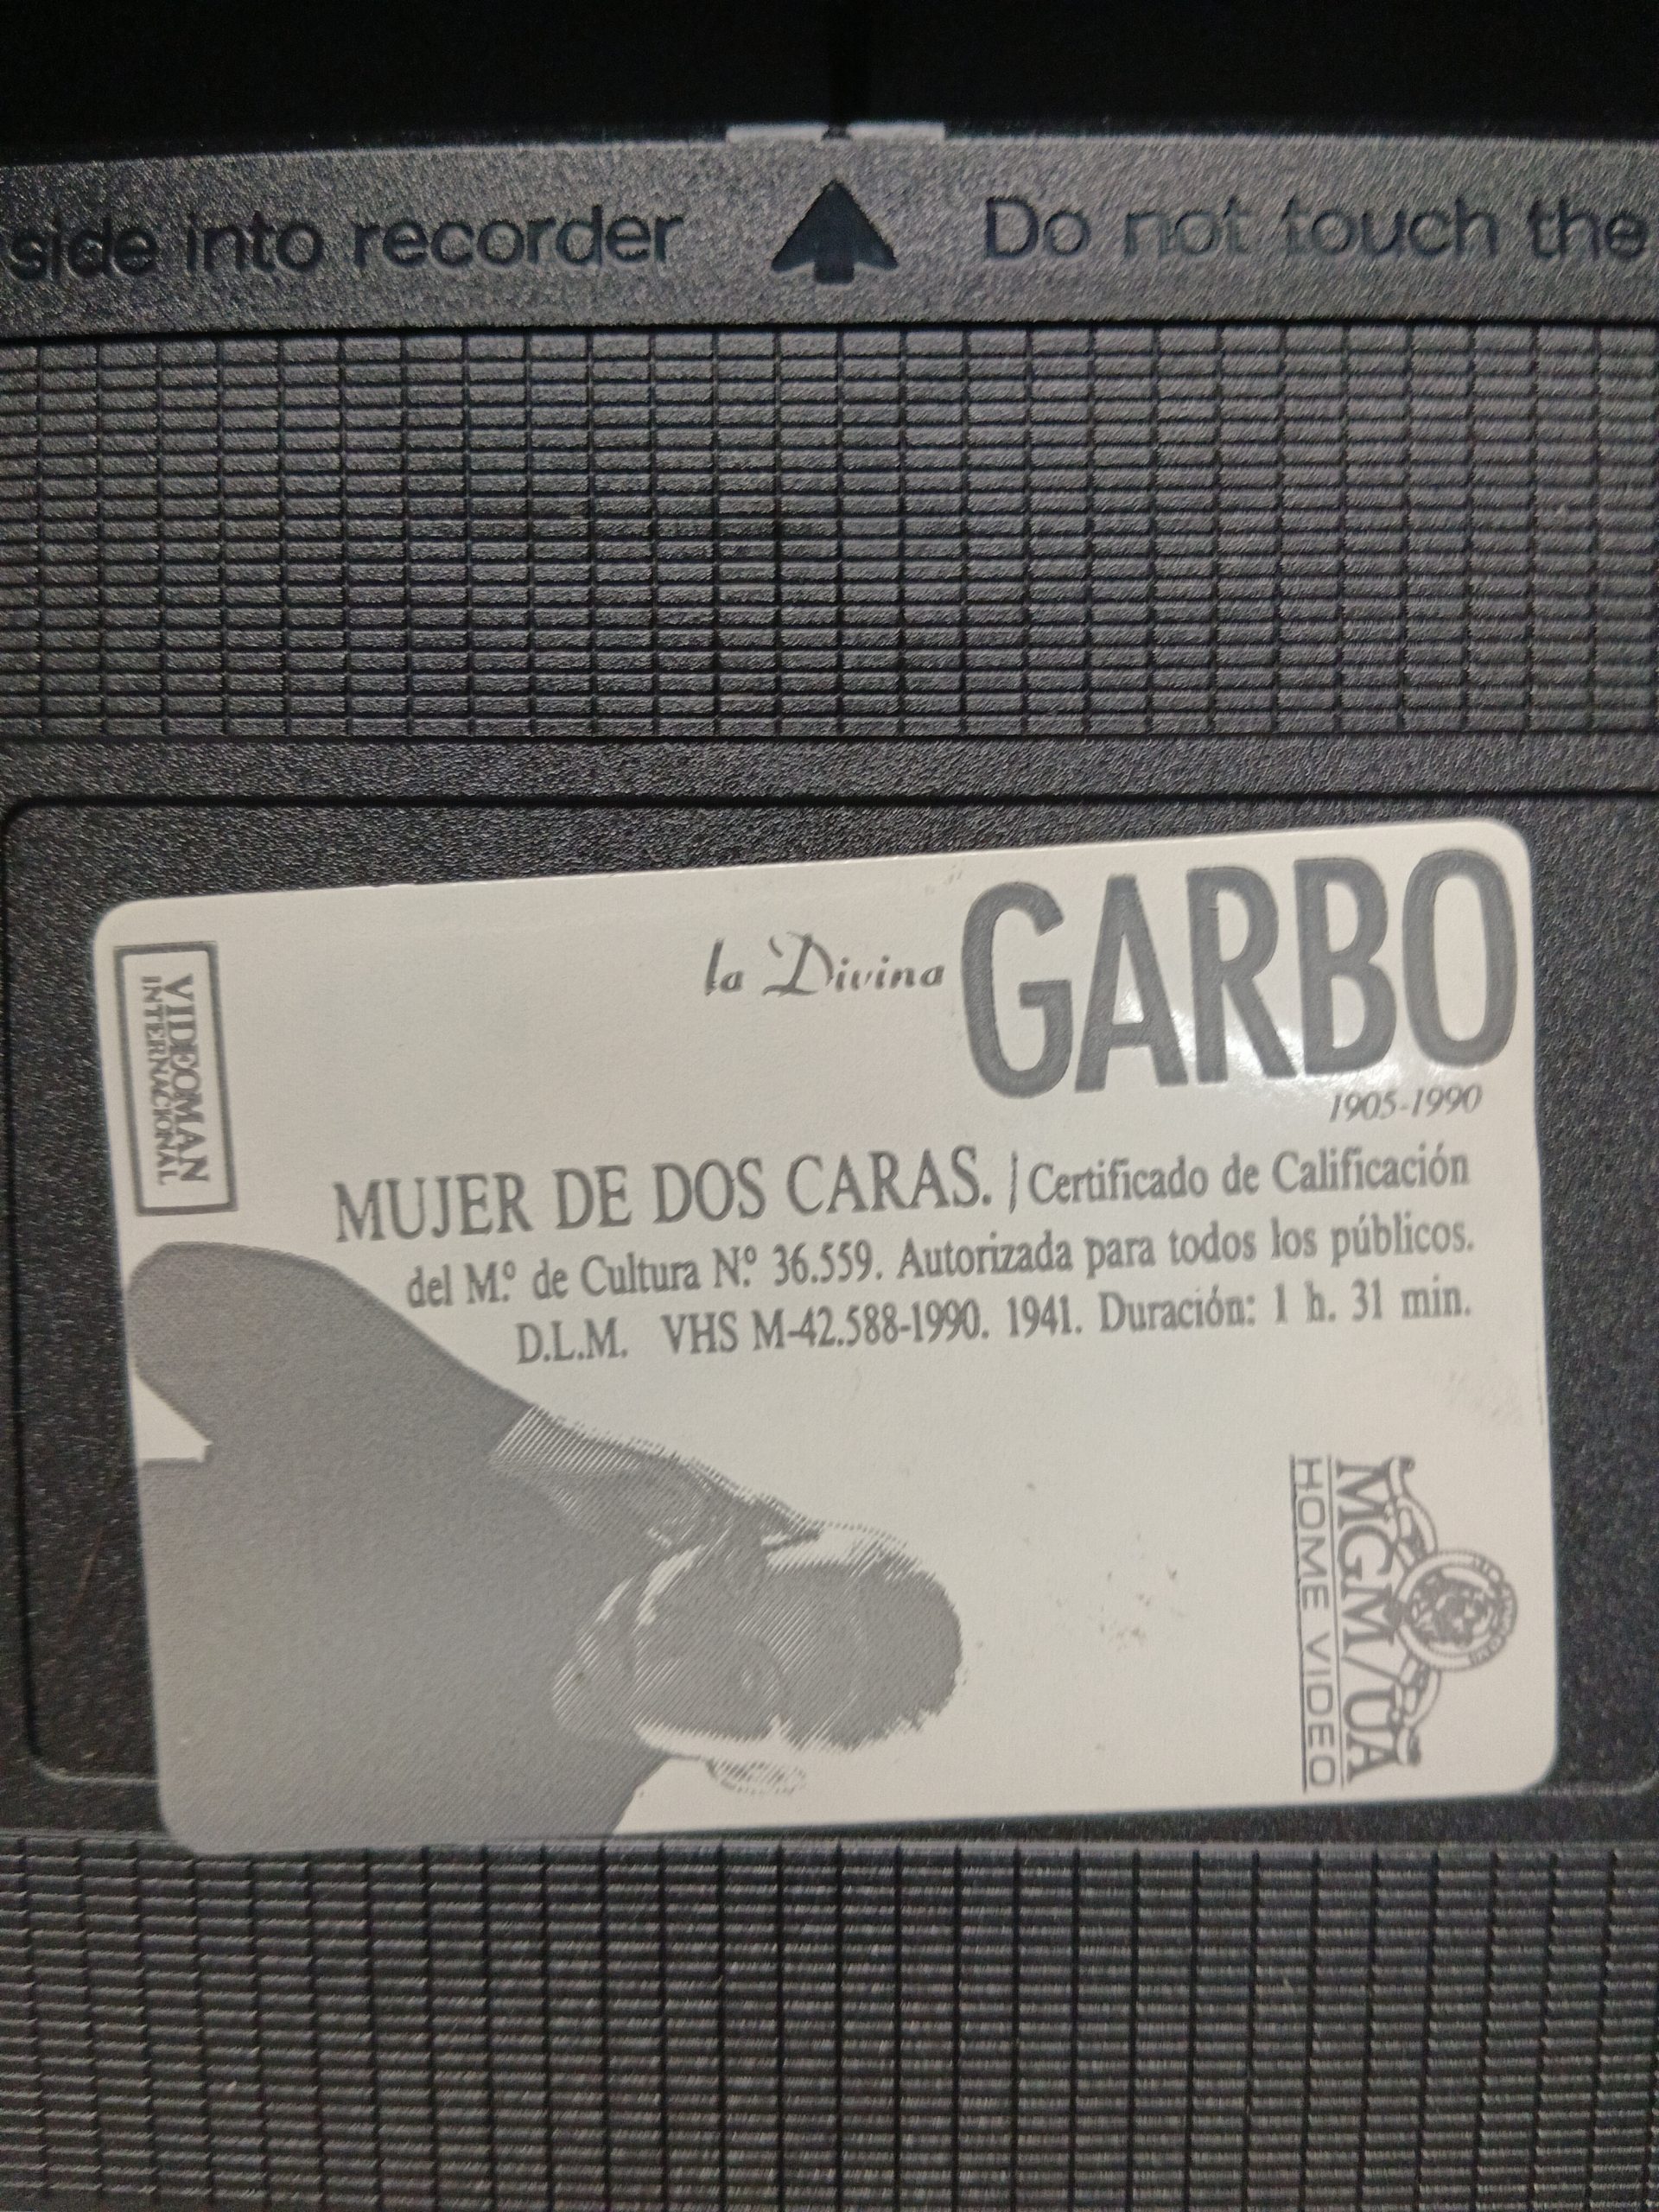 side into recorder
Do not touch the
la Divina GARBO
1905-1990
MUJER DE DOS CARAS. | Certificado de Calificación
del M.º de Cultura N.º 36.559. Autorizada para todos los públicos.
D.L.M. VHS M-42.588-1990. 1941. Duración: 1 h. 31 min.
VIDEOMAN
INTERNACIONAL
MGM/UA
HOME VIDEO